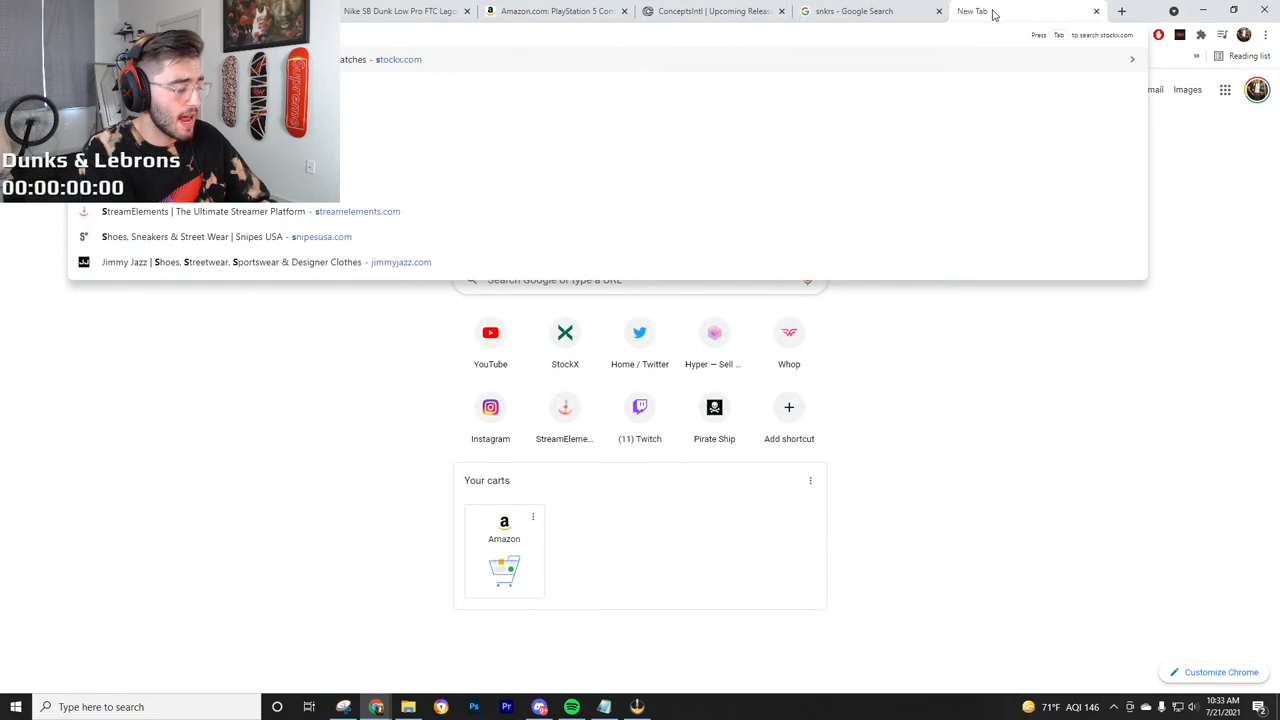 Nike SB Dunk Low Pro FTC Lag
Amazon.com: PlayStation 5 Con
ConceptsIntl | Upcoming Releas
snkrs - Google Search
New Tab
Press Tab to search stockx.com.
atches - stockx.com
Reading list
mail
Images
Supreme
Dunks & Lebrons
00:00:00:00
StreamElements | The Ultimate Streamer Platform - streamelements.com
Shoes, Sneakers & Street Wear | Snipes USA - snipesusa.com
Jimmy Jazz | Shoes, Streetwear, Sportswear & Designer Clothes - jimmyjazz.com
Search Google or type a URL
YouTube
StockX
Home / Twitter
Hyper — Sell ...
Whop
Instagram
StreamEleme...
(11) Twitch
Pirate Ship
Add shortcut
Your carts
Amazon
Customize Chrome
Type here to search
71°F AQI 146
10:33 AM
7/21/2021